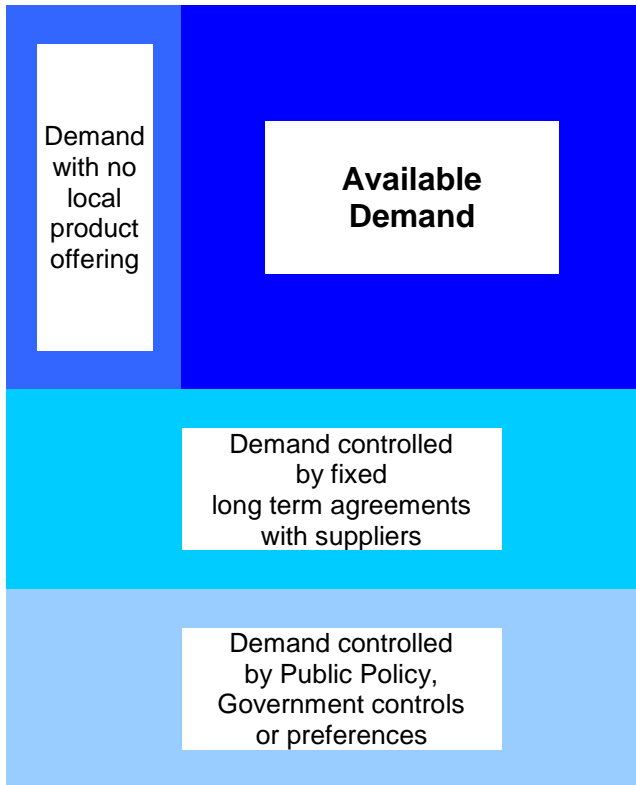 Demand
with no
local
product
offering
Available
Demand
Demand controlled
by fixed
long term agreements
with suppliers
Demand controlled
by Public Policy,
Government controls
or preferences